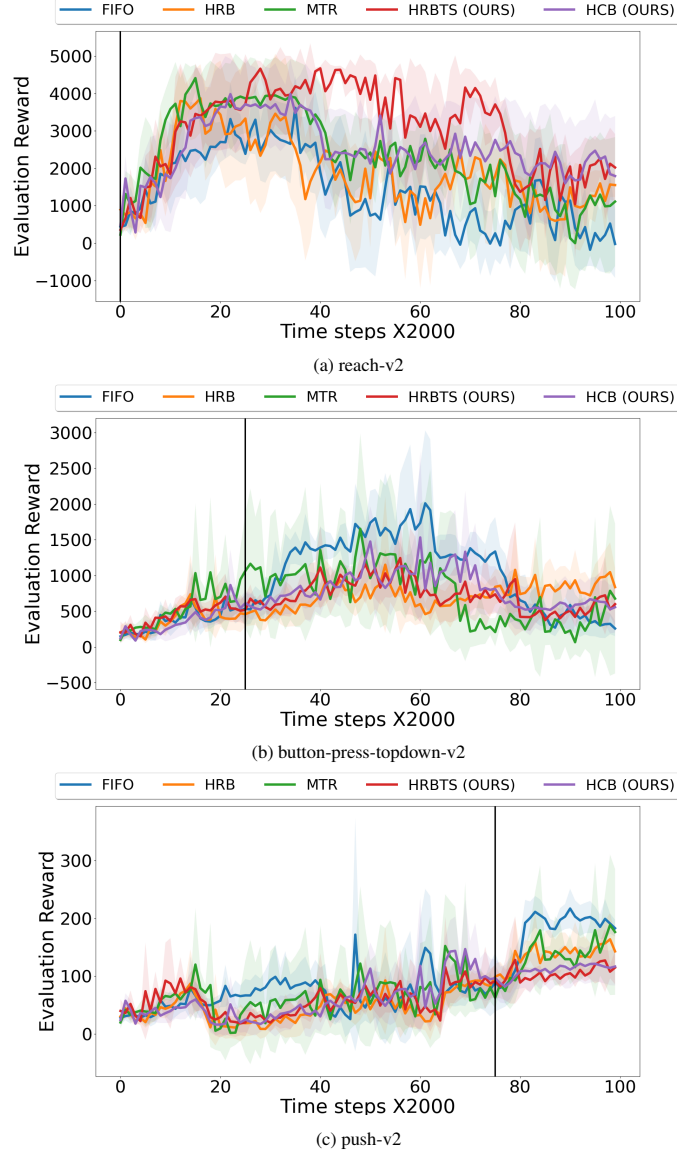 FIFO HRB MTR HRBTS (OURS) HCB (OURS)
Evaluation Reward
5000
4000
3000
2000
1000
0
−1000
0 20 40 60 80 100
Time steps X2000
(a) reach-v2
FIFO HRB MTR HRBTS (OURS) HCB (OURS)
Evaluation Reward
3000
2500
2000
1500
1000
500
0
−500
0 20 40 60 80 100
Time steps X2000
(b) button-press-topdown-v2
FIFO HRB MTR HRBTS (OURS) HCB (OURS)
Evaluation Reward
300
200
100
0
0 20 40 60 80 100
Time steps X2000
(c) push-v2